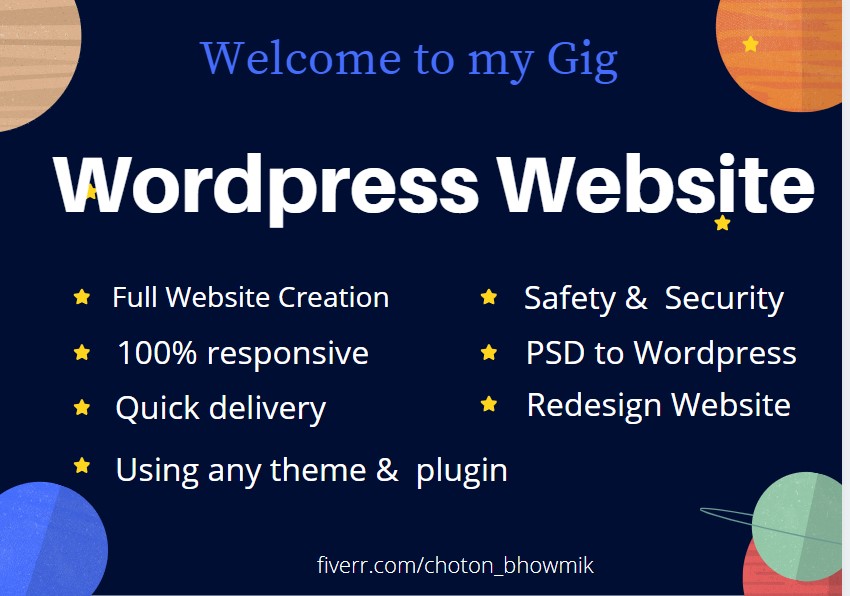 Welcome to my Gig
Wordpress Website
Full Website Creation
100% responsive
Quick delivery
Using any theme & plugin
Safety & Security
PSD to Wordpress
Redesign Website
fiverr.com/choton_bhowmik